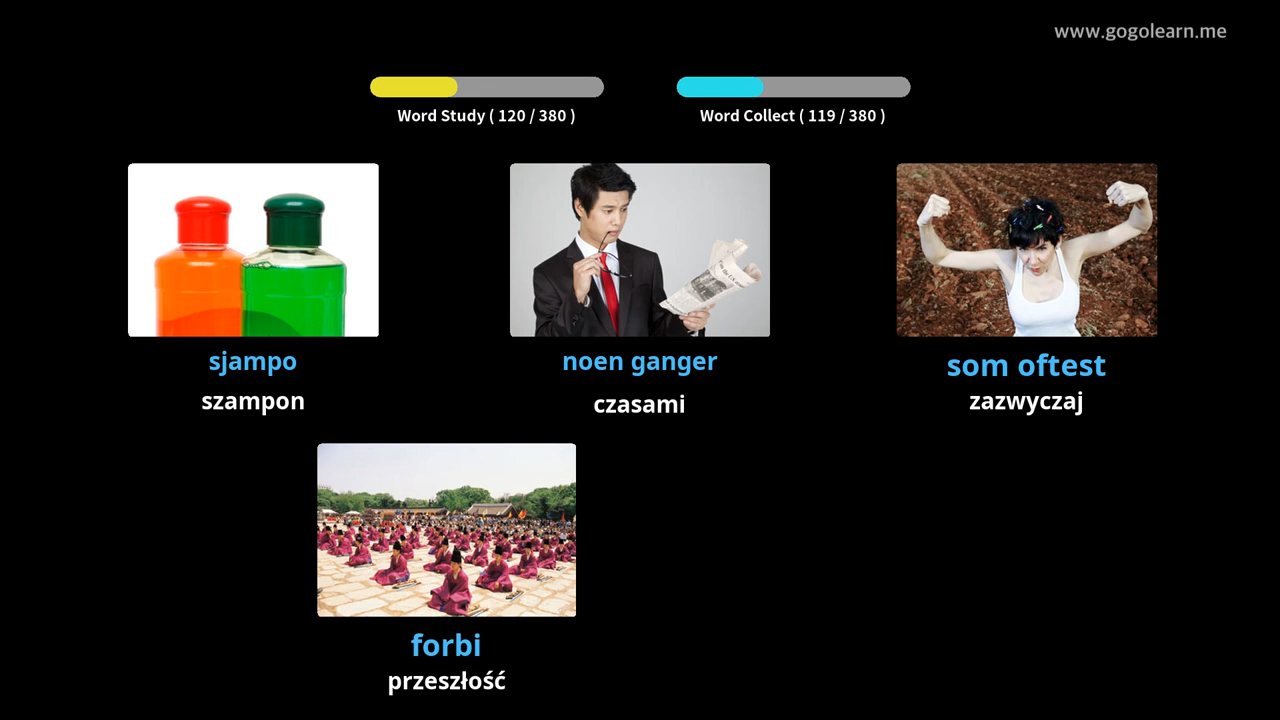 www.gogolearn.me
Word Study ( 120 / 380 )
Word Collect ( 119 / 380 )
sjampo
szampon
noen ganger
czasami
som oftest
zazwyczaj
forbi
przeszłość